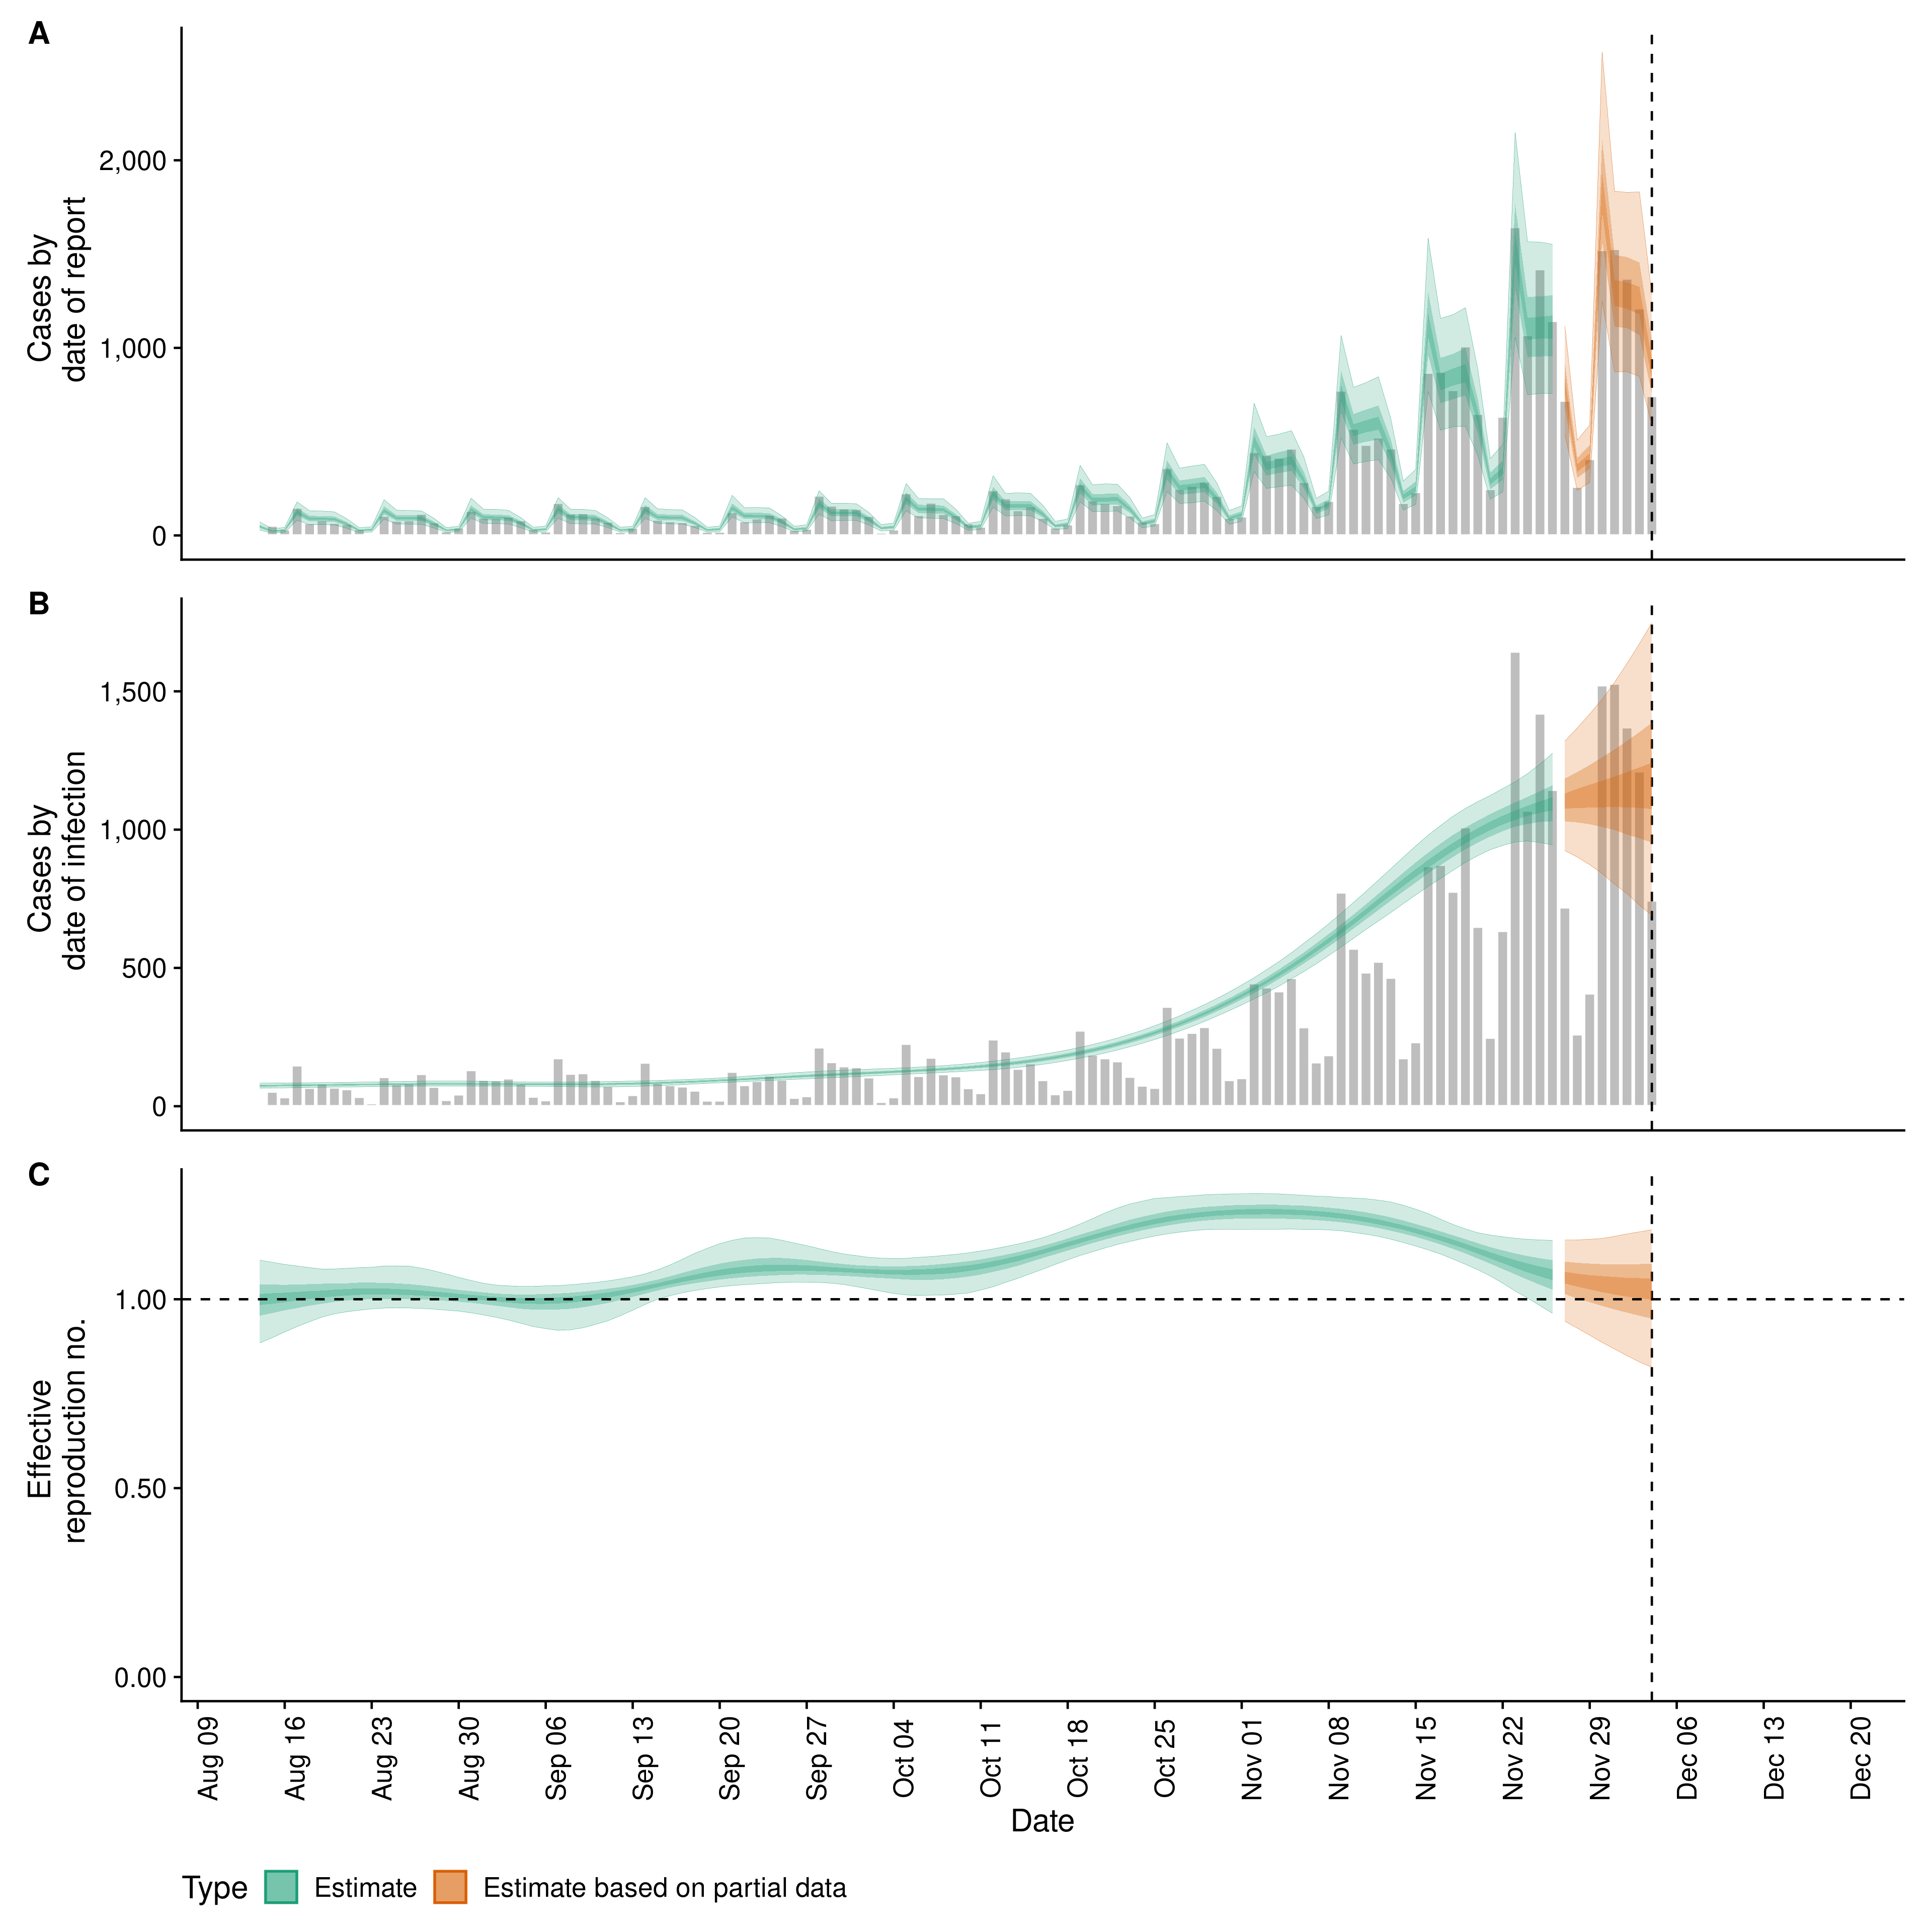 A
Cases by
date of report
2,000
1,000
0
B
Cases by
date of infection
1,500
1,000
500
0
C
Effective
reproduction no.
1.00
0.50
0.00
Aug 09
Aug 16
Aug 23
Aug 30
Sep 06
Sep 13
Sep 20
Sep 27
Oct 04
Oct 11
Oct 18
Oct 25
Nov 01
Nov 08
Nov 15
Nov 22
Nov 29
Dec 06
Dec 13
Dec 20
Date
Type Estimate Estimate based on partial data